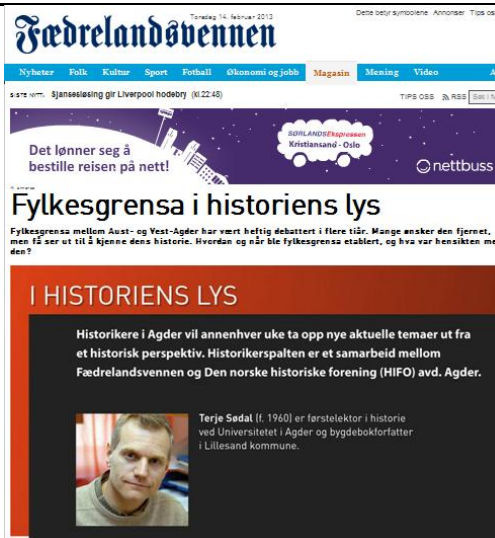 Torsdag 14. februar 2013
Dette betyr symbolene Annonser Tips os
Fædrelandsvennen
Nyheter Folk Kultur Sport Fotball Økonomi og jobb Magasin Mening Video A
SISTE NYTT: Sjansesløsing gir Liverpool hodebry (kl.22:48)
TIPS OSS RSS Søk i N
Det lønner seg å
bestille reisen på nett!
SØRLANDSEkspressen
Kristiansand - Oslo
nettbuss
Fylkesgrensa i historiens lys
Fylkesgrensa mellom Aust- og Vest-Agder har vært heftig debattert i flere tiår. Mange ønsker den fjernet,
men få ser ut til å kjenne dens historie. Hvordan og når ble fylkesgrensa etablert, og hva var hensikten me
den?
I HISTORIENS LYS
Historikere i Agder vil annenhver uke ta opp nye aktuelle temaer ut fra
et historisk perspektiv. Historikerspalten er et samarbeid mellom
Fædrelandsvennen og Den norske historiske forening (HIFO) avd. Agder.
Terje Sødal (f. 1960) er førstelektor i historie
ved Universitetet i Agder og bygdebokforfatter
i Lillesand kommune.